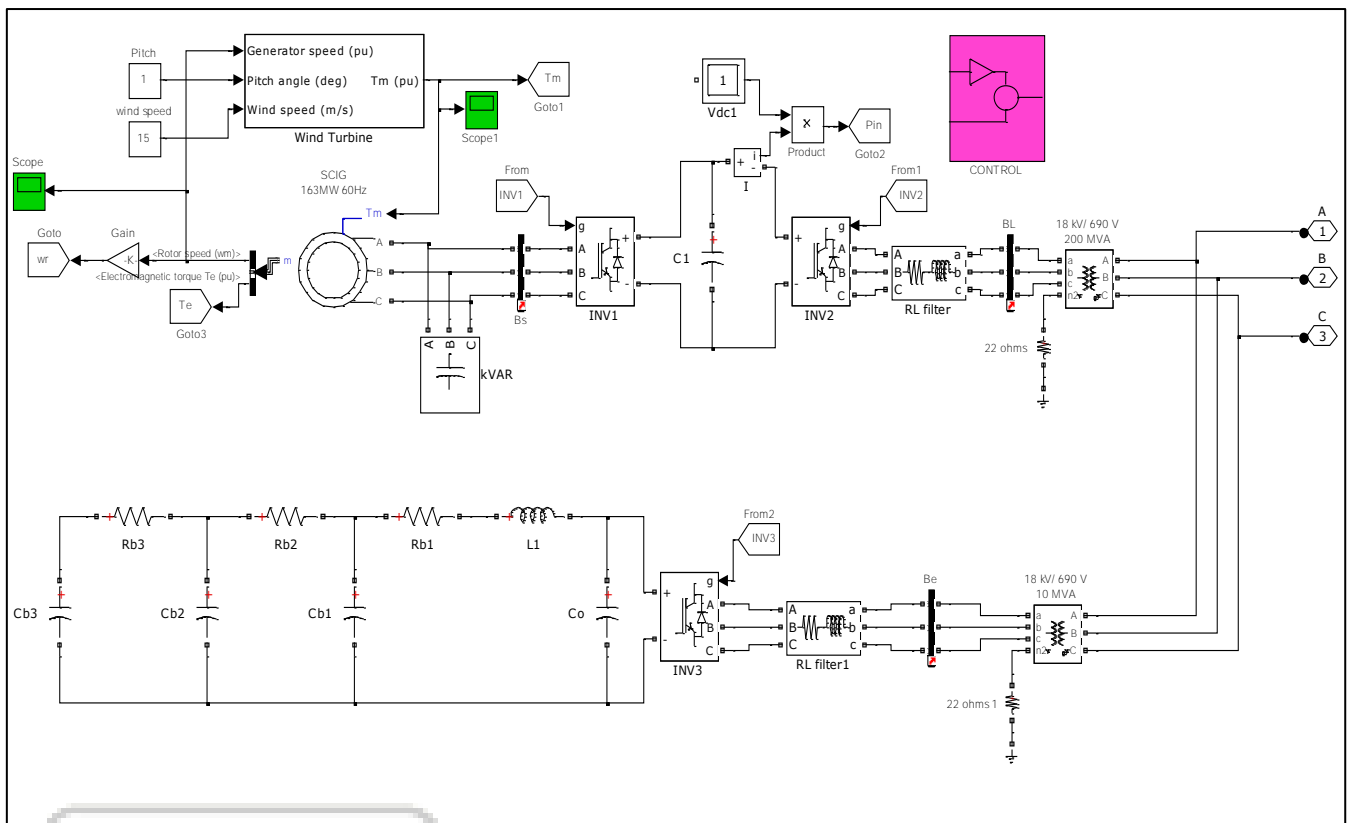 Pitch
1
wind speed
15
Generator speed (pu)
Pitch angle (deg)
Wind speed (m/s)
Tm (pu)
Wind Turbine
Tm
Goto1
Scope1
Scope
SCIG
163MW 60Hz
Tm
Goto
wr
Gain
-K-
<Rotor speed (wm)>
<Electromagnetic torque Te (pu)>
Te
Goto3
m
A
B
C
A
B
C
kVAR
Bs
From
INV1
g
A
B
C
+
-
INV1
C1
1
Vdc1
×
Product
Pin
Goto2
+
-
i
I
From1
INV2
+
-
g
A
B
C
INV2
A
B
C
a
b
c
RL filter
BL
18 kV/ 690 V
200 MVA
a
b
c
n2
A
B
C
22 ohms
CONTROL
A
1
B
2
C
3
Rb3
Rb2
Rb1
L1
Cb3
Cb2
Cb1
Co
From2
INV3
+
-
g
A
B
C
INV3
A
B
C
a
b
c
RL filter1
Be
18 kV/ 690 V
10 MVA
a
b
c
n2
A
B
C
22 ohms 1